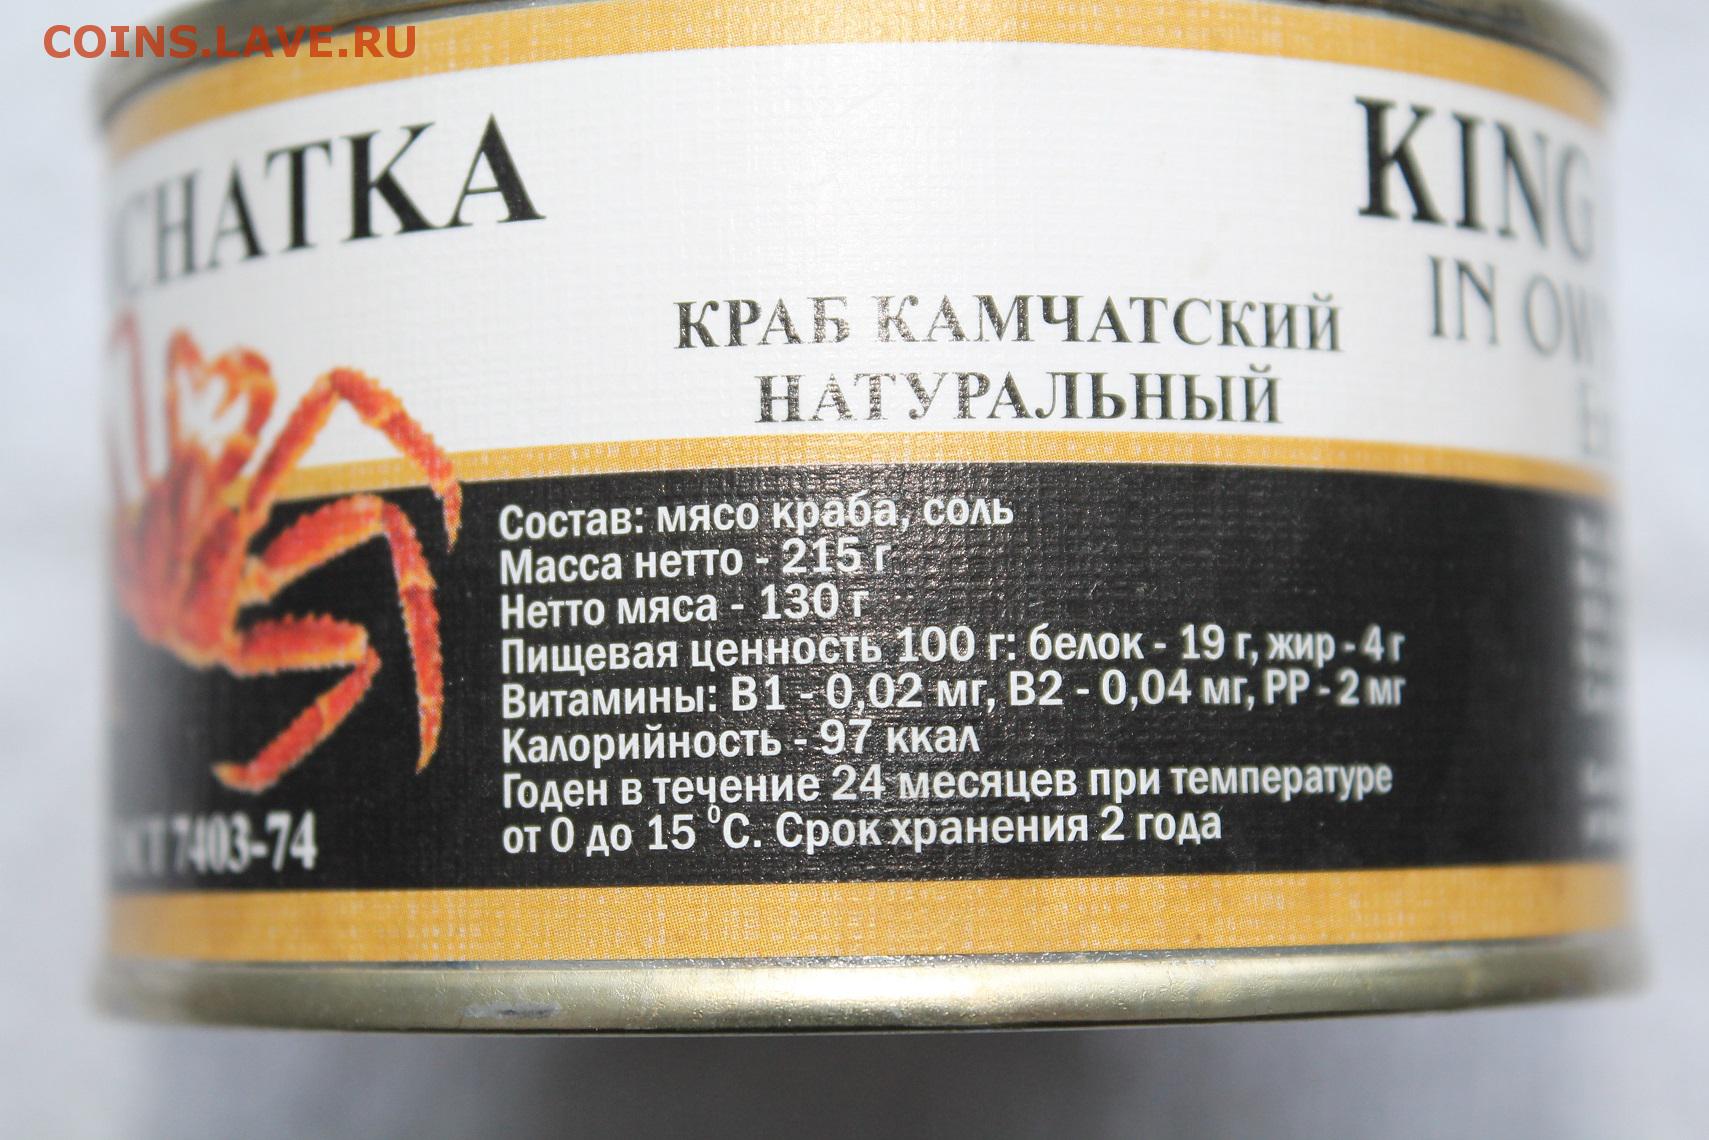 COINS.LAVE.RU
CHATKA
KING
IN OW
КРАБ КАМЧАТСКИЙ
НАТУРАЛЬНЫЙ
Состав: мясо краба, соль
Масса нетто - 215 г
Нетто мяса - 130 г
Пищевая ценность 100 г: белок - 19 г, жир - 4 г
Витамины: В1 - 0,02 мг, В2 - 0,04 мг, РР - 2 мг
Калорийность - 97 ккал
Годен в течение 24 месяцев при температуре
от 0 до 15 ⁰С. Срок хранения 2 года
ОСТ 7403-74